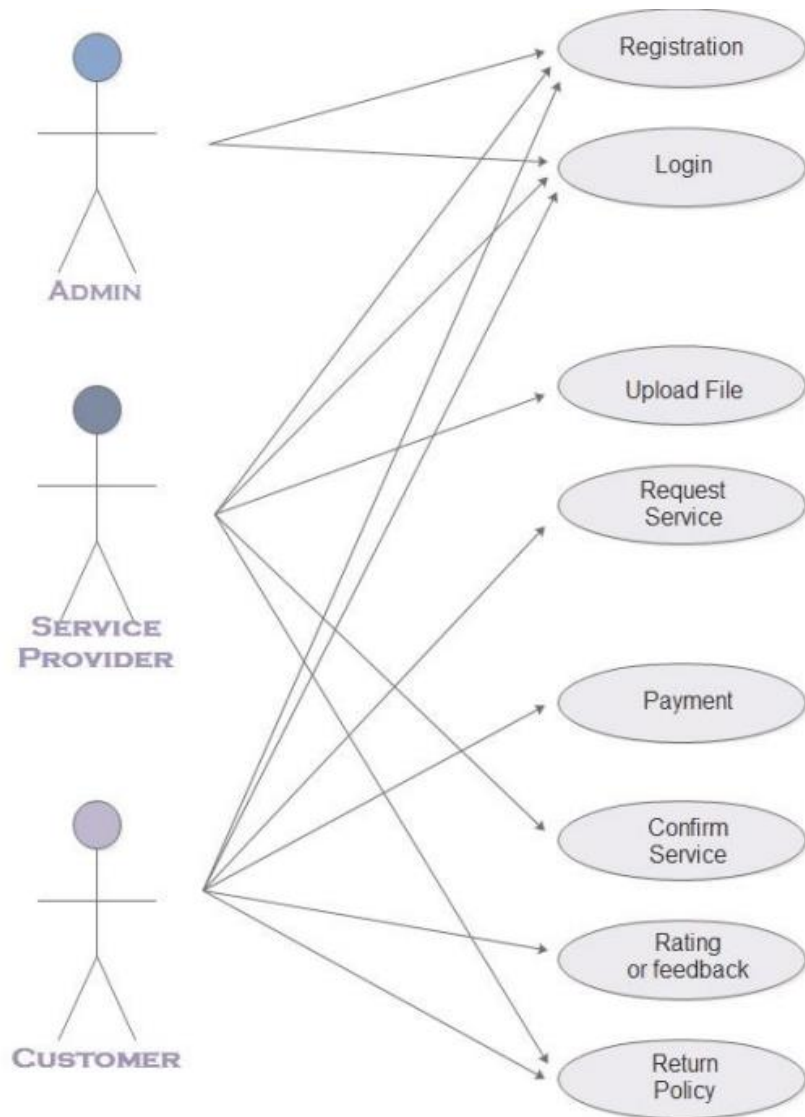 Registration
Login
ADMIN
Upload File
Request
Service
SERVICE
PROVIDER
Payment
Confirm
Service
Rating
or feedback
CUSTOMER
Return
Policy